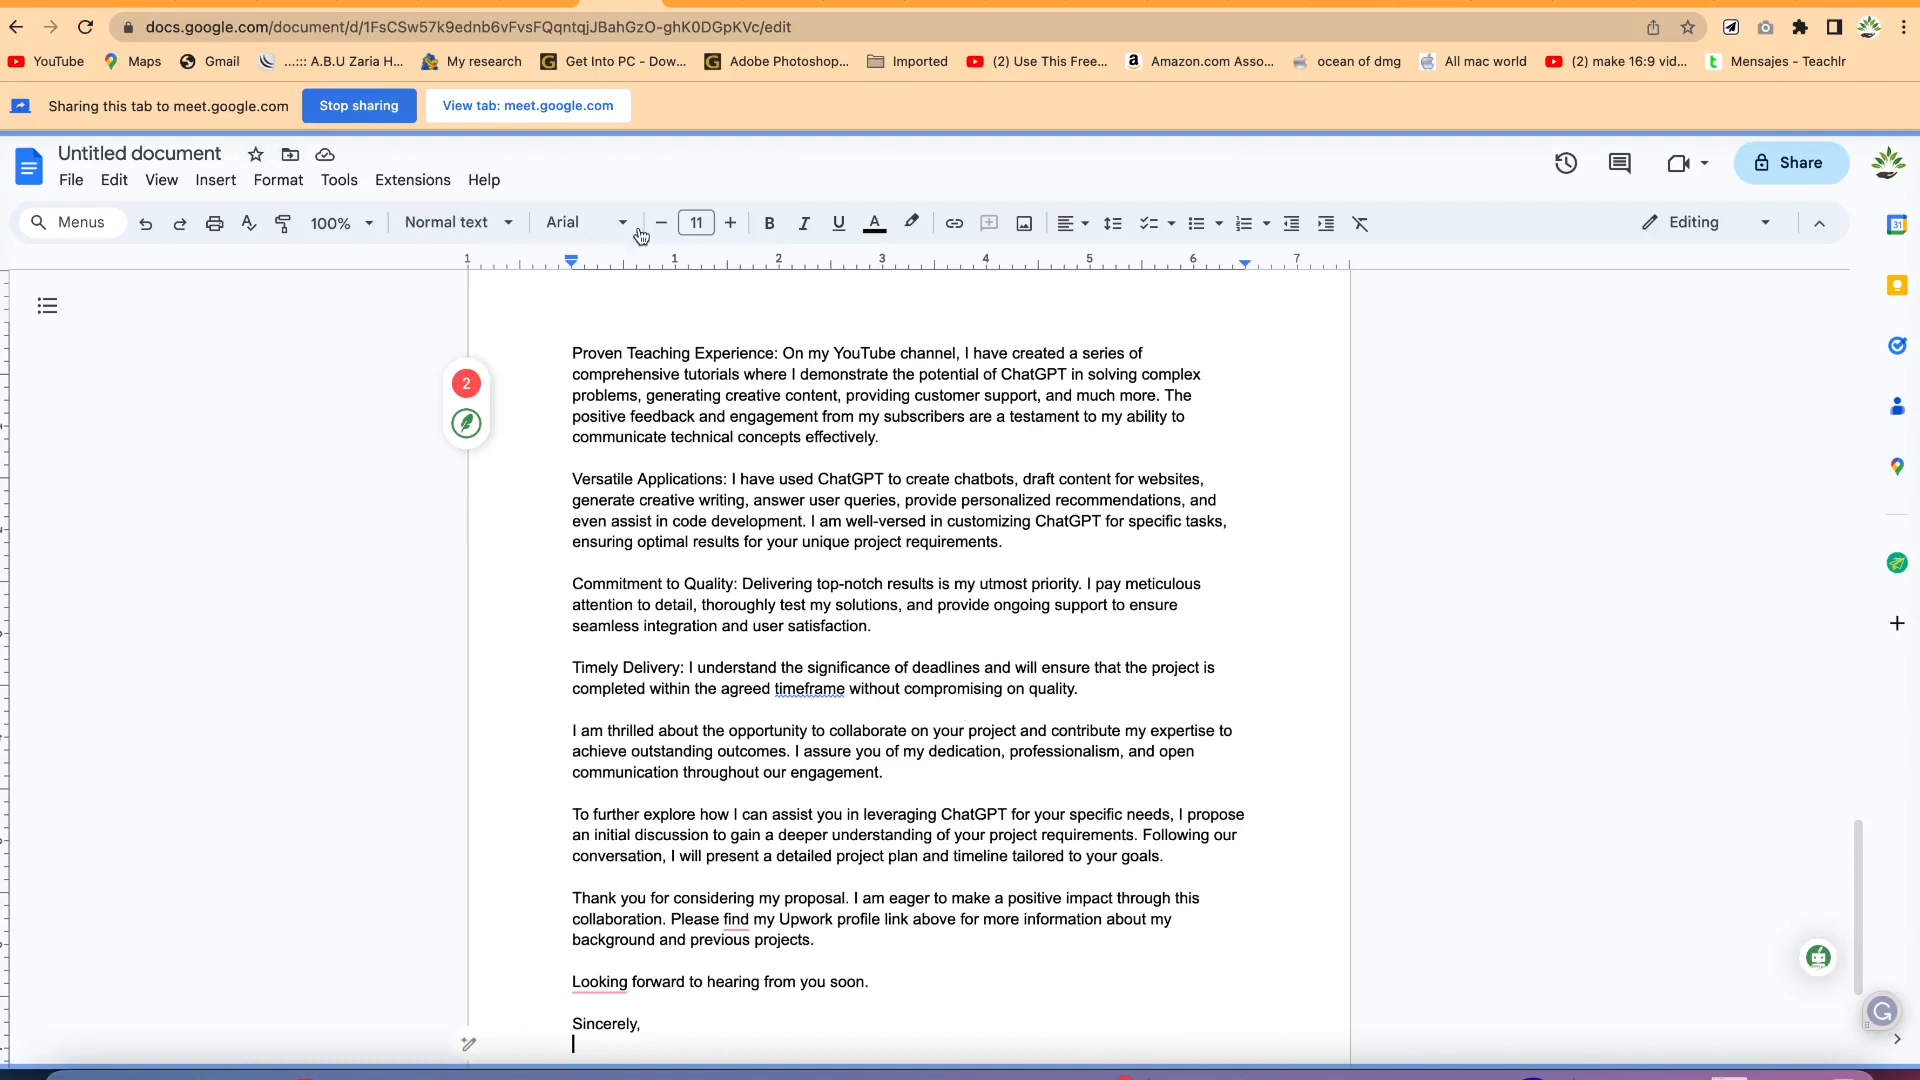 docs.google.com/document/d/1FsCSw57k9ednb6vFvsFQqntqjJBahGzO-ghK0DGpKVc/edit
YouTube Maps Gmail ...::: A.B.U Zaria H... My research Get Into PC - Dow... Adobe Photoshop... Imported (2) Use This Free... Amazon.com Asso... ocean of dmg All mac world (2) make 16:9 vid... Mensajes - Teachlr
Sharing this tab to meet.google.com Stop sharing View tab: meet.google.com
Untitled document
File Edit View Insert Format Tools Extensions Help
Share
Menus 100% Normal text Arial 11 Editing
1 1 2 3 4 5 6 7
Proven Teaching Experience: On my YouTube channel, I have created a series of
comprehensive tutorials where I demonstrate the potential of ChatGPT in solving complex
problems, generating creative content, providing customer support, and much more. The
positive feedback and engagement from my subscribers are a testament to my ability to
communicate technical concepts effectively.
2
Versatile Applications: I have used ChatGPT to create chatbots, draft content for websites,
generate creative writing, answer user queries, provide personalized recommendations, and
even assist in code development. I am well-versed in customizing ChatGPT for specific tasks,
ensuring optimal results for your unique project requirements.
Commitment to Quality: Delivering top-notch results is my utmost priority. I pay meticulous
attention to detail, thoroughly test my solutions, and provide ongoing support to ensure
seamless integration and user satisfaction.
Timely Delivery: I understand the significance of deadlines and will ensure that the project is
completed within the agreed timeframe without compromising on quality.
I am thrilled about the opportunity to collaborate on your project and contribute my expertise to
achieve outstanding outcomes. I assure you of my dedication, professionalism, and open
communication throughout our engagement.
To further explore how I can assist you in leveraging ChatGPT for your specific needs, I propose
an initial discussion to gain a deeper understanding of your project requirements. Following our
conversation, I will present a detailed project plan and timeline tailored to your goals.
Thank you for considering my proposal. I am eager to make a positive impact through this
collaboration. Please find my Upwork profile link above for more information about my
background and previous projects.
Looking forward to hearing from you soon.
Sincerely,